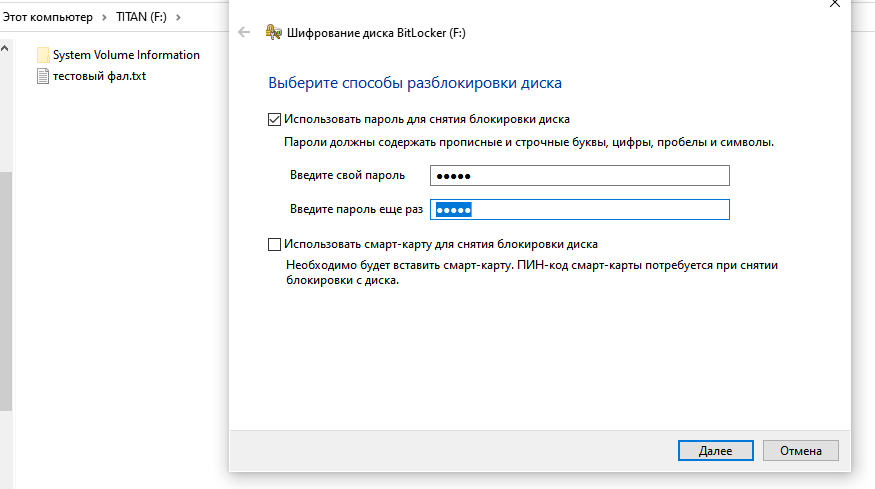 Этот компьютер > TITAN (F:) >
System Volume Information
тестовый фал.txt
Шифрование диска BitLocker (F:)
Выберите способы разблокировки диска
Использовать пароль для снятия блокировки диска
Пароли должны содержать прописные и строчные буквы, цифры, пробелы и символы.
Введите свой пароль ●●●●●
Введите пароль еще раз ●●●●●
Использовать смарт-карту для снятия блокировки диска
Необходимо будет вставить смарт-карту. ПИН-код смарт-карты потребуется при снятии
блокировки с диска.
Далее Отмена